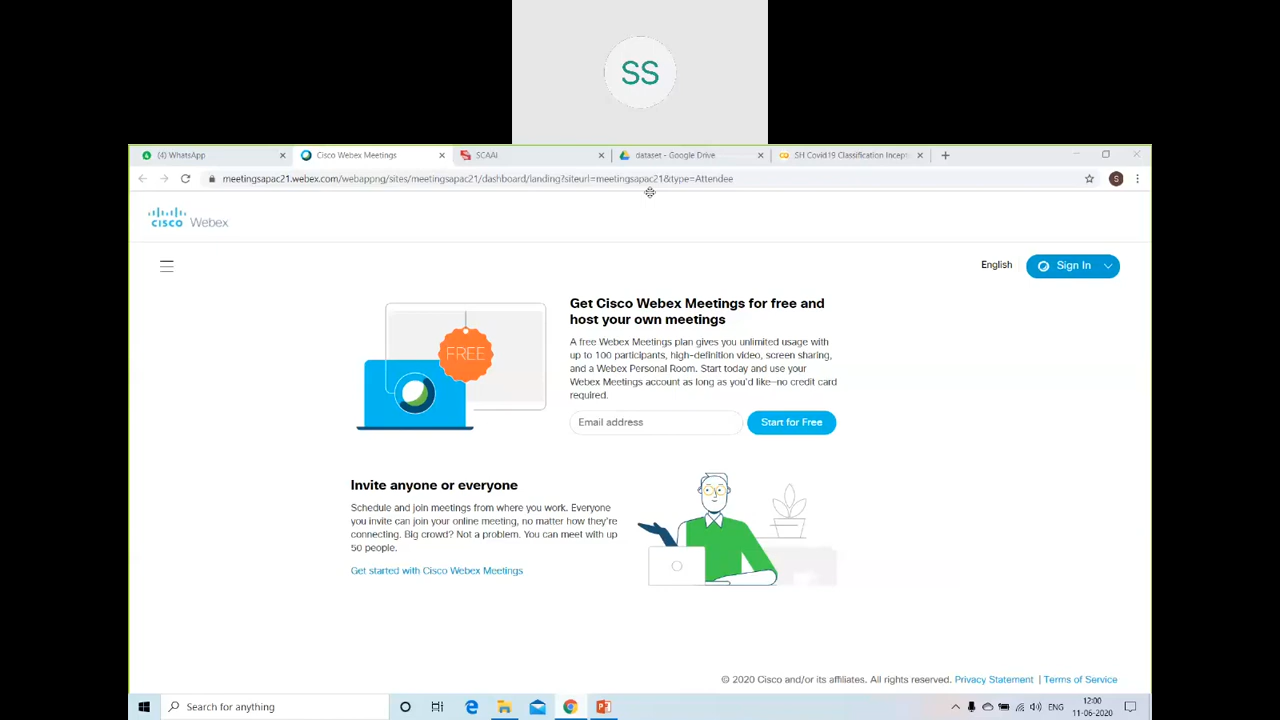 SS
(4) WhatsApp
Cisco Webex Meetings
SCAAI
dataset - Google Drive
SH Covid19 Classification Incept
meetingsapac21.webex.com/webappng/sites/meetingsapac21/dashboard/landing?siteurl=meetingsapac21&type=Attendee
S
CISCO Webex
English
Sign In
Get Cisco Webex Meetings for free and
host your own meetings
A free Webex Meetings plan gives you unlimited usage with
up to 100 participants, high-definition video, screen sharing,
and a Webex Personal Room. Start today and use your
Webex Meetings account as long as you'd like—no credit card
required.
FREE
Email address
Start for Free
Invite anyone or everyone
Schedule and join meetings from where you work. Everyone
you invite can join your online meeting, no matter how they're
connecting. Big crowd? Not a problem. You can meet with up
50 people.
Get started with Cisco Webex Meetings
© 2020 Cisco and/or its affiliates. All rights reserved. Privacy Statement | Terms of Service
Search for anything
ENG
12:00
11-06-2020